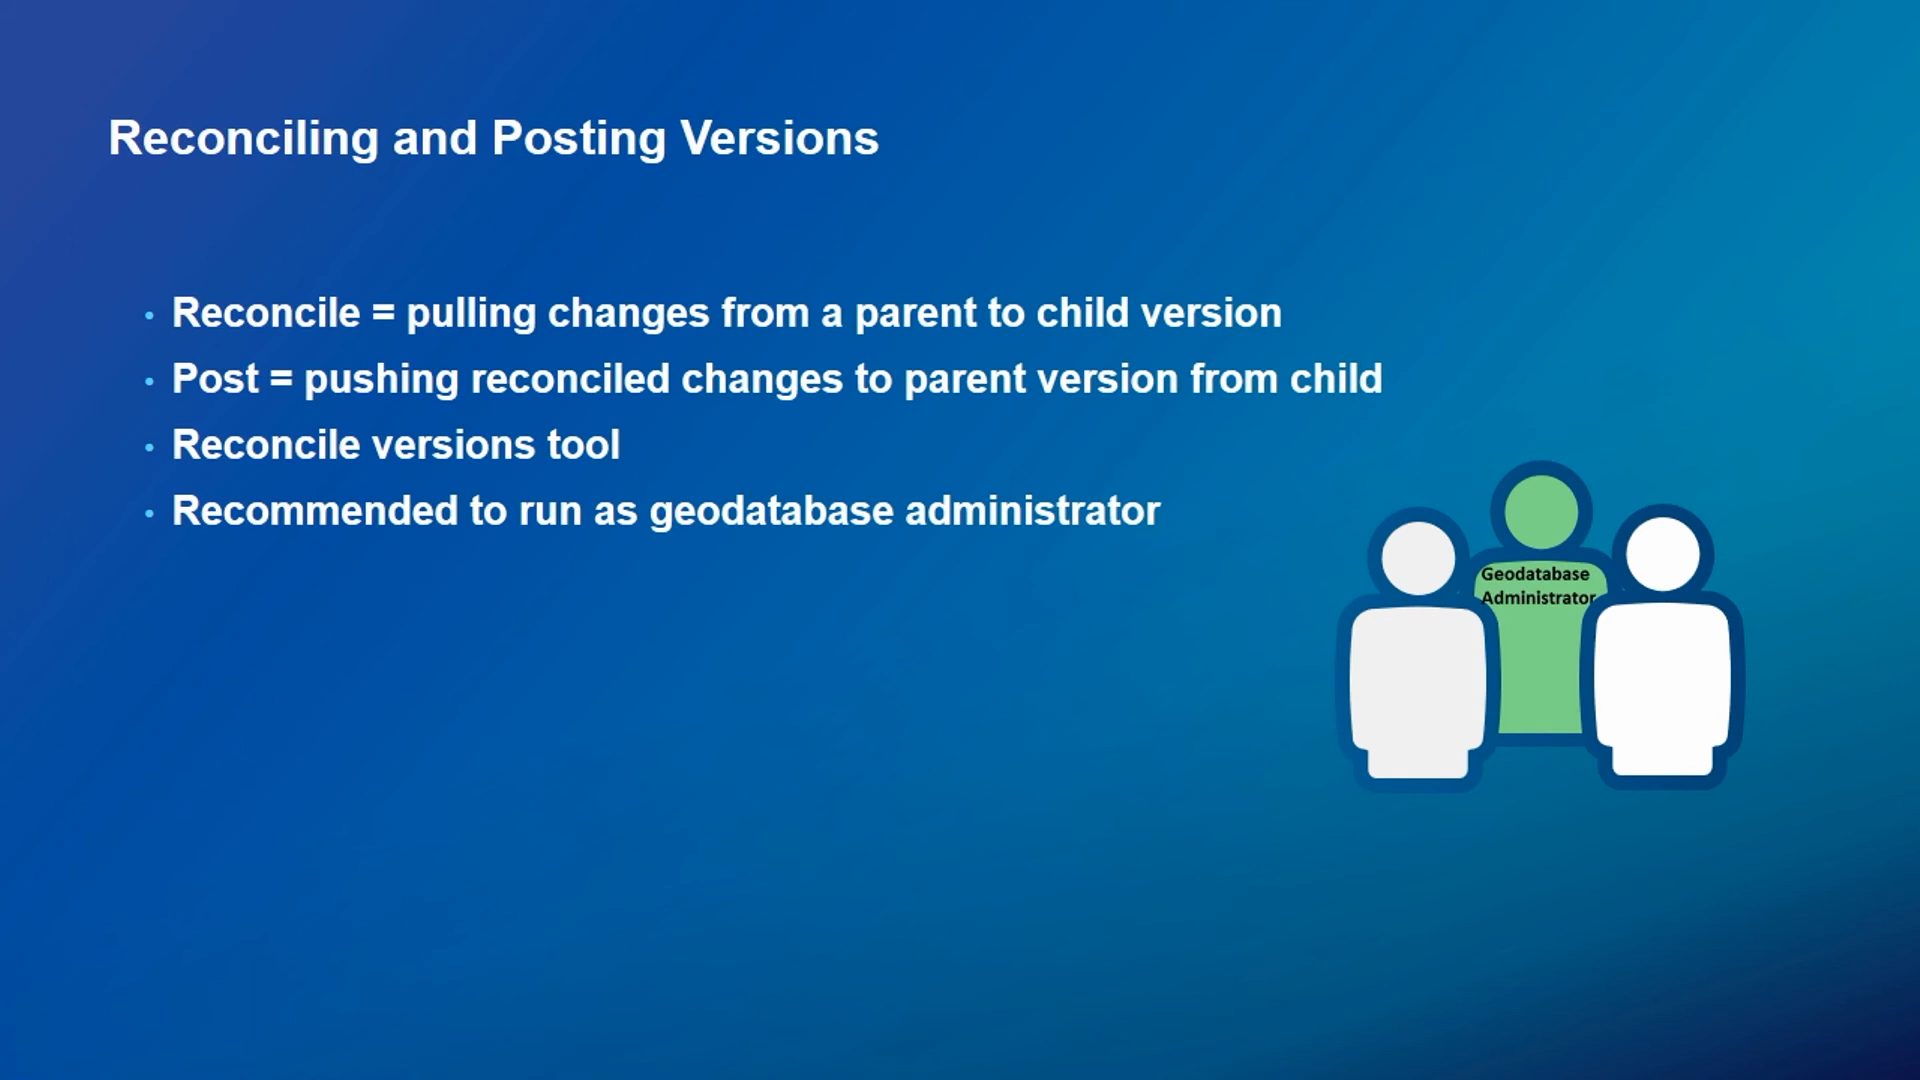 Reconciling and Posting Versions
• Reconcile = pulling changes from a parent to child version
• Post = pushing reconciled changes to parent version from child
• Reconcile versions tool
• Recommended to run as geodatabase administrator
Geodatabase
Administrator